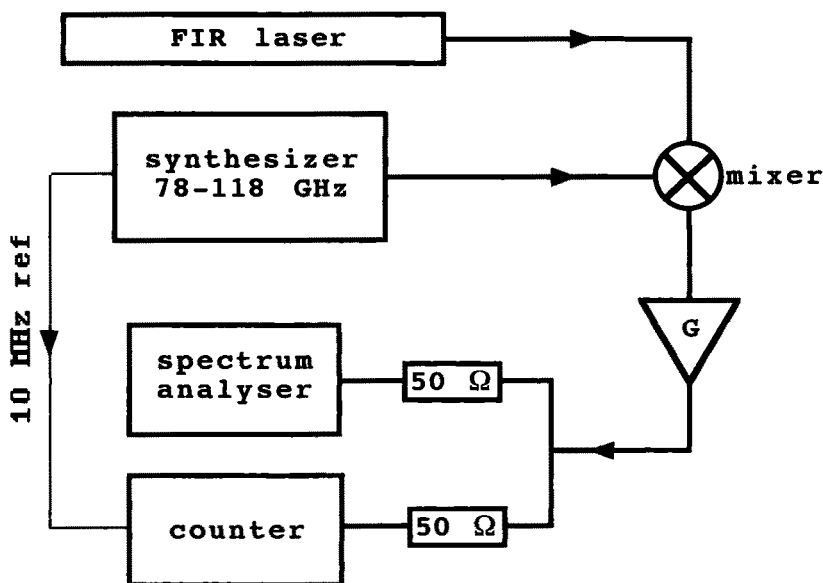 FIR laser
synthesizer
78-118 GHz
mixer
10 MHz ref
G
spectrum
analyser
50 Ω
counter
50 Ω